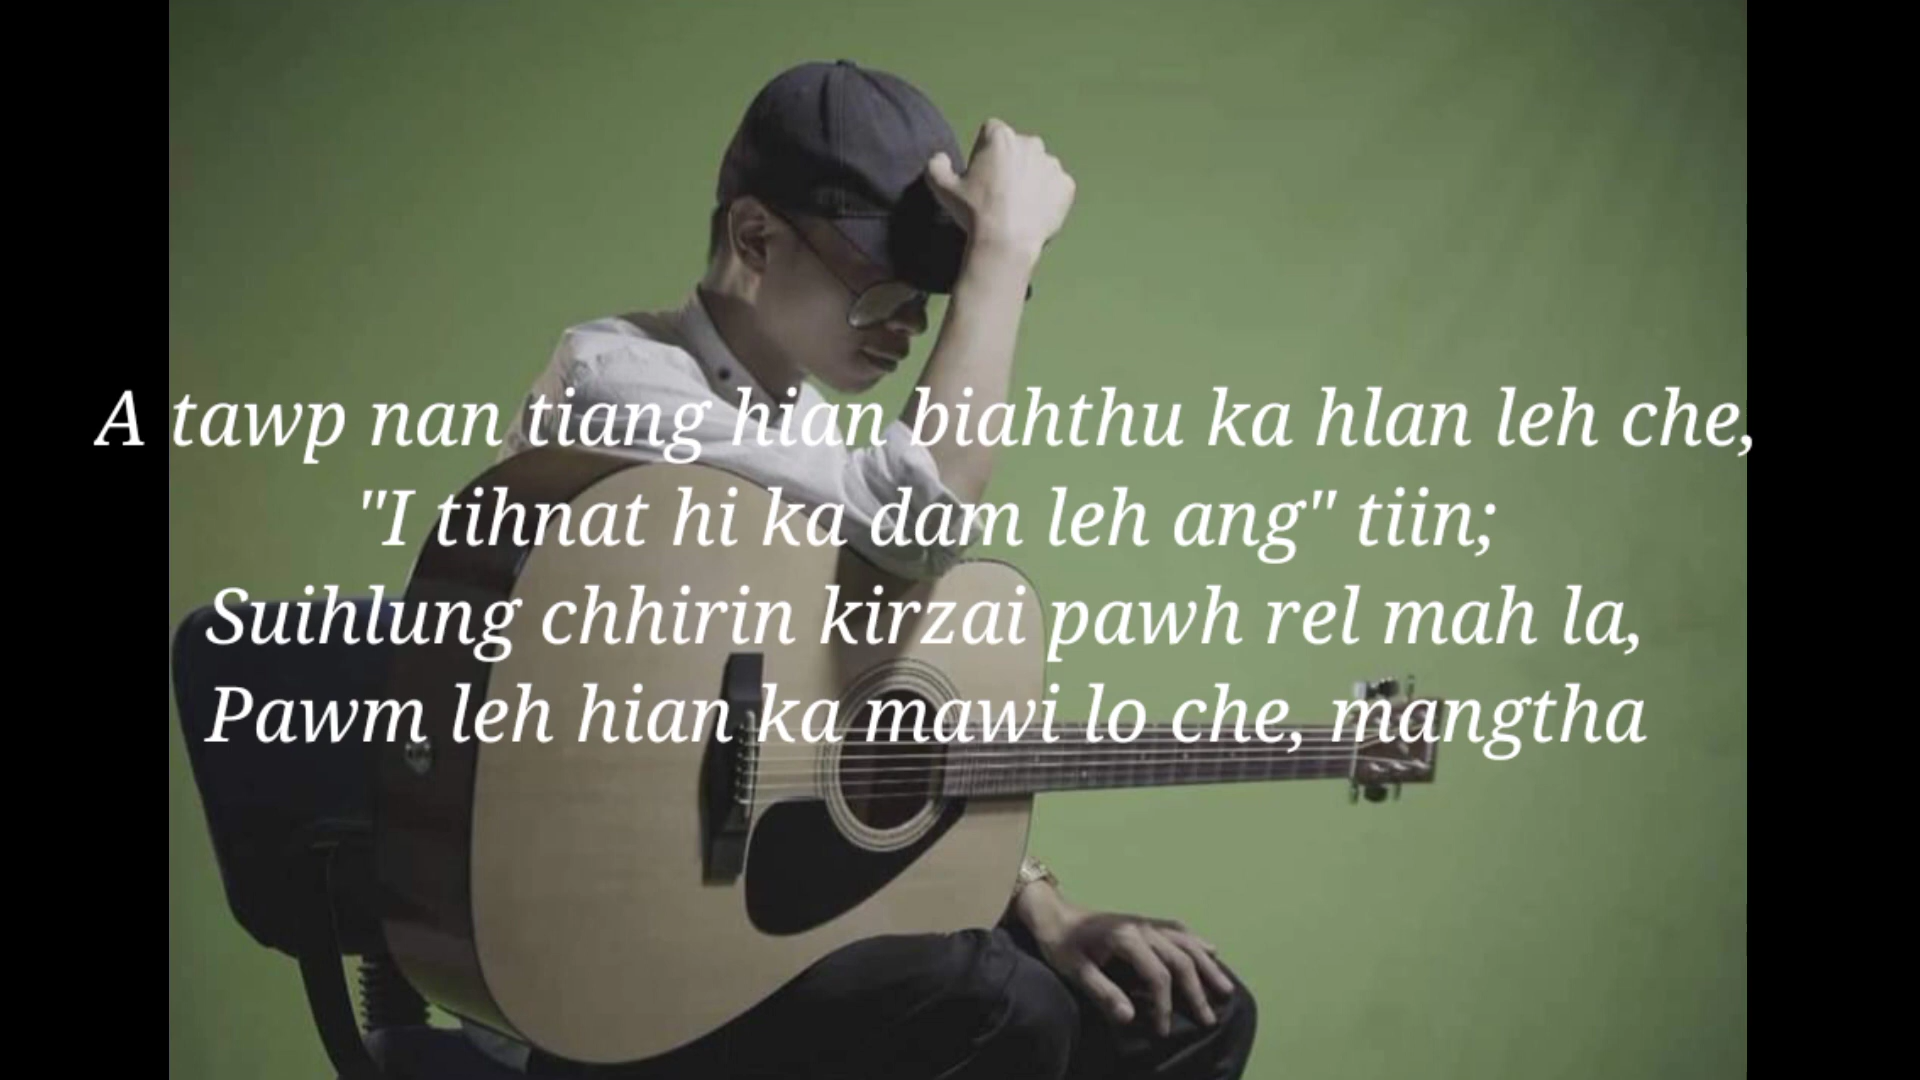 A tawp nan tiang hian biahthu ka hlan leh che,
"I tihnat hi ka dam leh ang" tiin;
Suihlung chhirin kirzai pawh rel mah la,
Pawm leh hian ka mawi lo che, mangtha